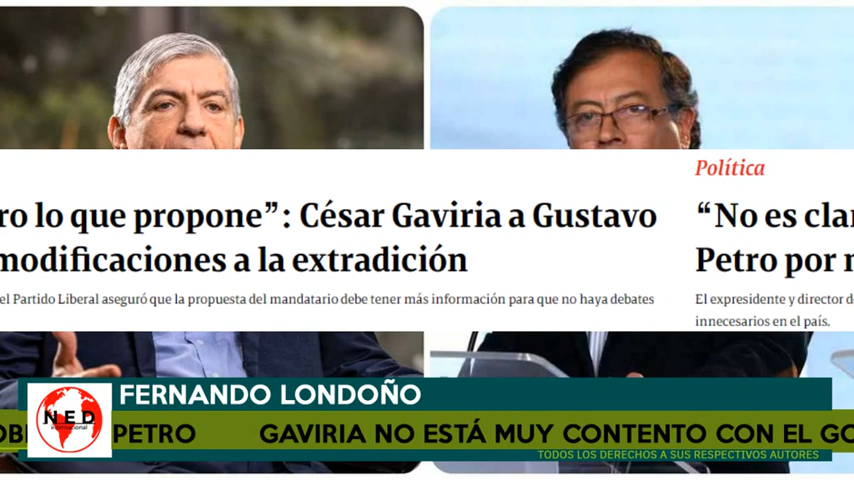 ro lo que propone”: César Gaviria a Gustavo
modificaciones a la extradición
el Partido Liberal aseguró que la propuesta del mandatario debe tener más información para que no haya debates
Política
“No es clar
Petro por
El expresidente y director d
innecesarios en el país.
FERNANDO LONDOÑO
NED
internacional
PETRO GAVIRIA NO ESTÁ MUY CONTENTO CON EL GO
TODOS LOS DERECHOS A SUS RESPECTIVOS AUTORES